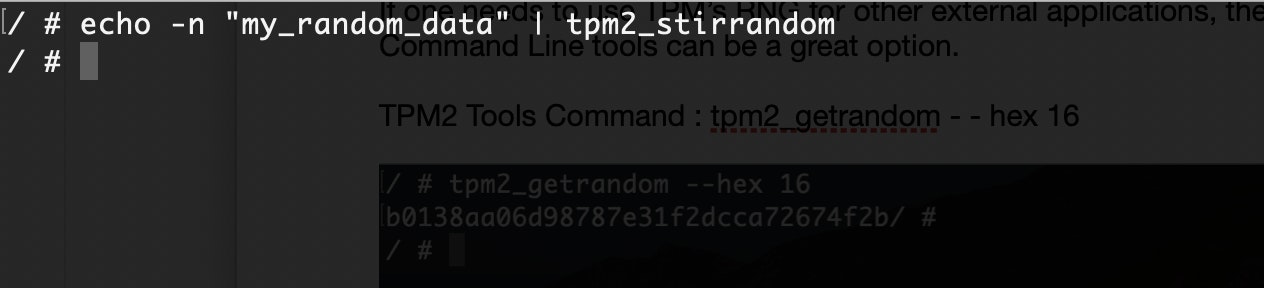 / # echo -n "my_random_data" | tpm2_stirrandom
/ #
If one needs to use TPM's RNG for other external applications, the
Command Line tools can be a great option.
TPM2 Tools Command : tpm2_getrandom - - hex 16
/ # tpm2_getrandom --hex 16
b0138aa06d98787e31f2dcca72674f2b/ #
/ #